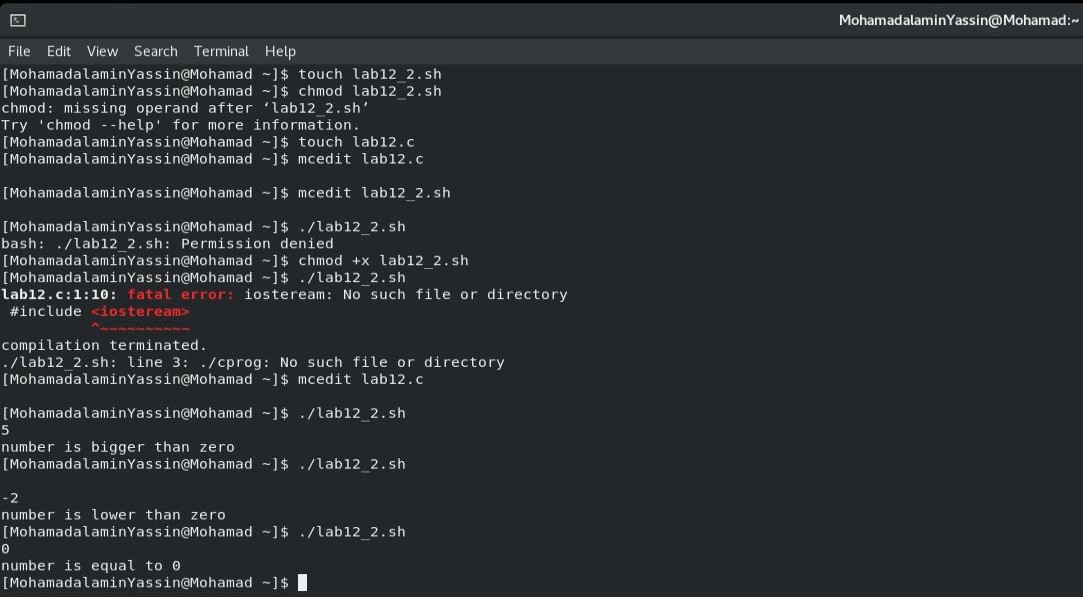 MohamadalaminYassin@Mohamad:~
File Edit View Search Terminal Help
[MohamadalaminYassin@Mohamad ~]$ touch lab12_2.sh
[MohamadalaminYassin@Mohamad ~]$ chmod lab12_2.sh
chmod: missing operand after ‘lab12_2.sh’
Try 'chmod --help' for more information.
[MohamadalaminYassin@Mohamad ~]$ touch lab12.c
[MohamadalaminYassin@Mohamad ~]$ mcedit lab12.c
[MohamadalaminYassin@Mohamad ~]$ mcedit lab12_2.sh
[MohamadalaminYassin@Mohamad ~]$ ./lab12_2.sh
bash: ./lab12_2.sh: Permission denied
[MohamadalaminYassin@Mohamad ~]$ chmod +x lab12_2.sh
[MohamadalaminYassin@Mohamad ~]$ ./lab12_2.sh
lab12.c:1:10: fatal error: iosteream: No such file or directory
#include <iosteream>
^~~~~~~~~~~
compilation terminated.
./lab12_2.sh: line 3: ./cprog: No such file or directory
[MohamadalaminYassin@Mohamad ~]$ mcedit lab12.c
[MohamadalaminYassin@Mohamad ~]$ ./lab12_2.sh
5
number is bigger than zero
[MohamadalaminYassin@Mohamad ~]$ ./lab12_2.sh
-2
number is lower than zero
[MohamadalaminYassin@Mohamad ~]$ ./lab12_2.sh
0
number is equal to 0
[MohamadalaminYassin@Mohamad ~]$